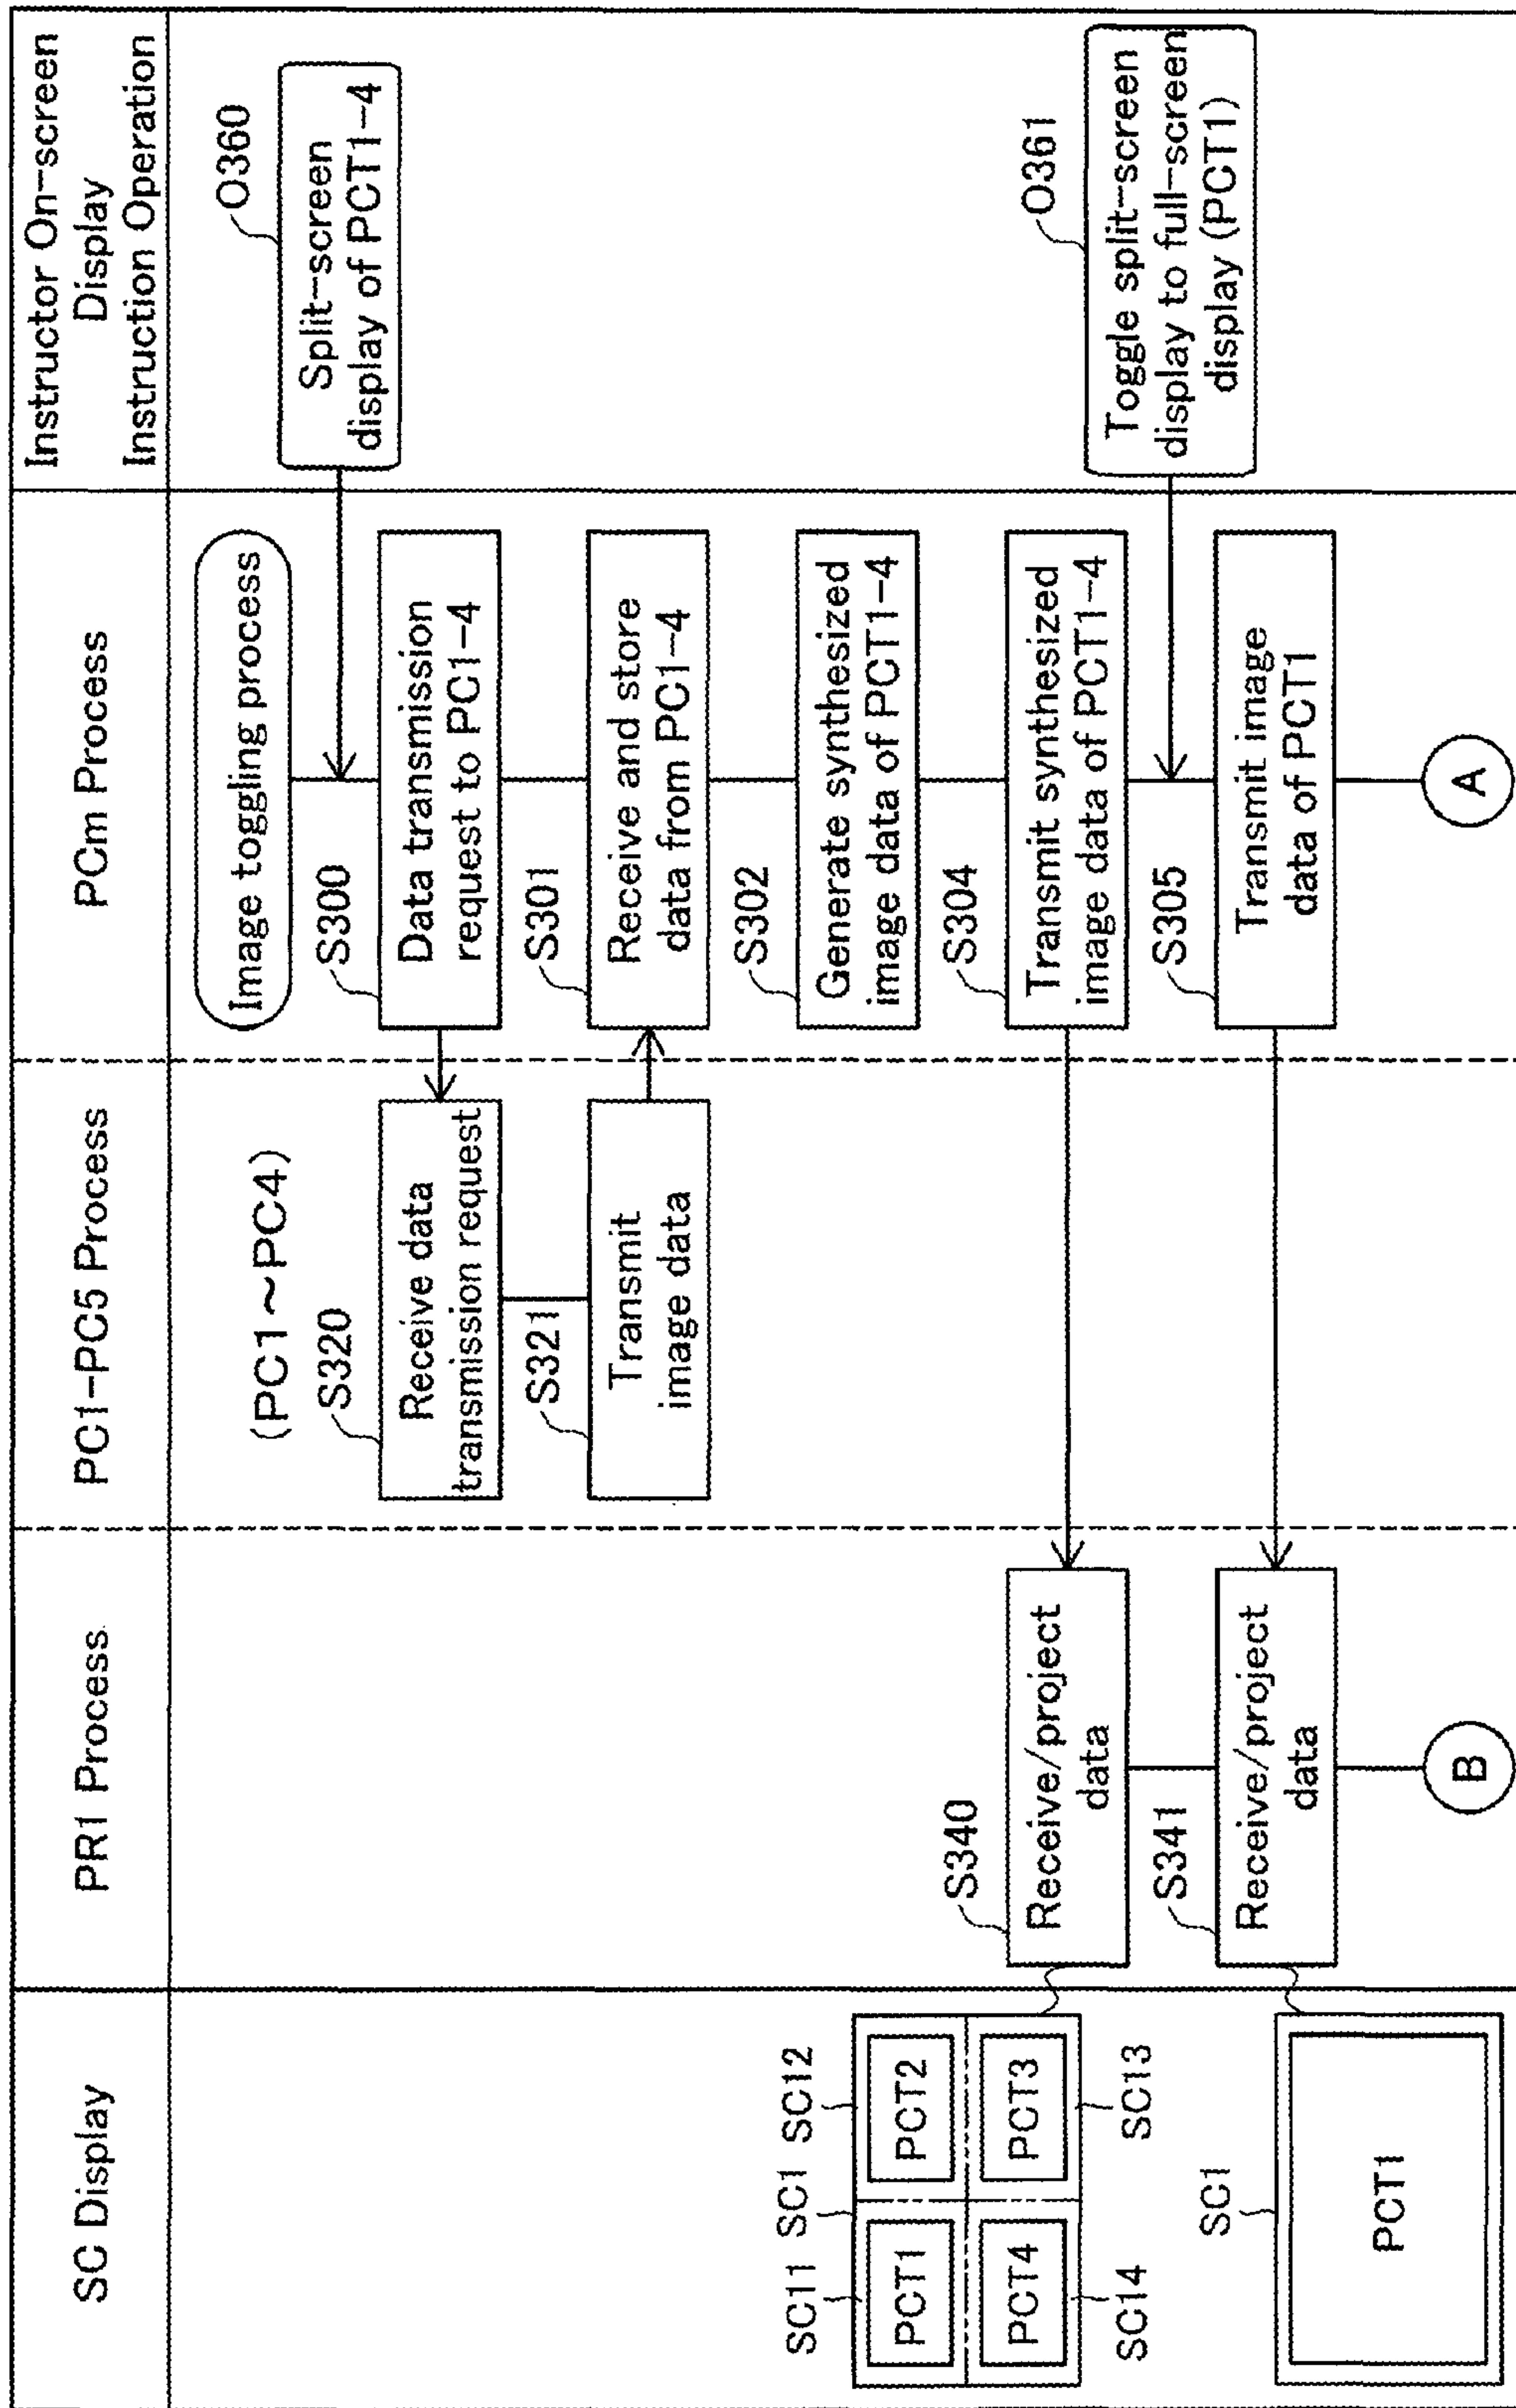 SC Display
PR1 Process
PC1-PC5 Process
PCm Process
Instructor On-screen
Display
Instruction Operation
Image toggling process
O360
Split-screen
display of PCT1-4
(PC1~PC4)
S300
Data transmission
request to PC1-4
S320
Receive data
transmission request
S301
Receive and store
data from PC1-4
S321
Transmit
image data
S302
Generate synthesized
image data of PCT1-4
S304
Transmit synthesized
image data of PCT1-4
S340
Receive/project
data
SC11 SC1 SC12
PCT1 PCT2
PCT4 PCT3
SC14 SC13
O361
Toggle split-screen
display to full-screen
display (PCT1)
S305
Transmit image
data of PCT1
S341
Receive/project
data
SC1
PCT1
B
A